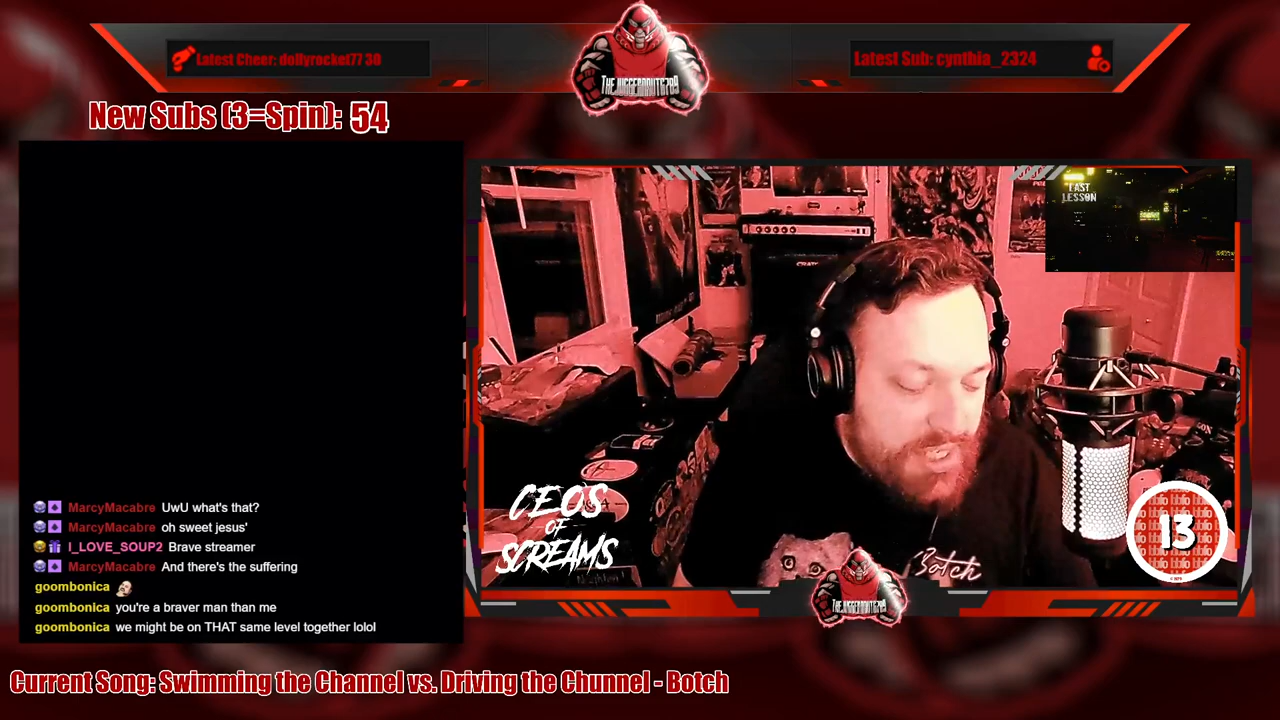 Latest Cheer: dollyrocket77 30
THEJUGGERNAUT6789
Latest Sub: cynthia_2324
New Subs (3=Spin): 54
LAST
LESSON
CRATE
MarcyMacabre UwU what's that?
MarcyMacabre oh sweet jesus'
I_LOVE_SOUP2 Brave streamer
MarcyMacabre And there's the suffering
goombonica
goombonica you're a braver man than me
goombonica we might be on THAT same level together lolol
CEOS
OF
SCREAMS
13
Botch
Current Song: Swimming the Channel vs. Driving the Chunnel - Botch